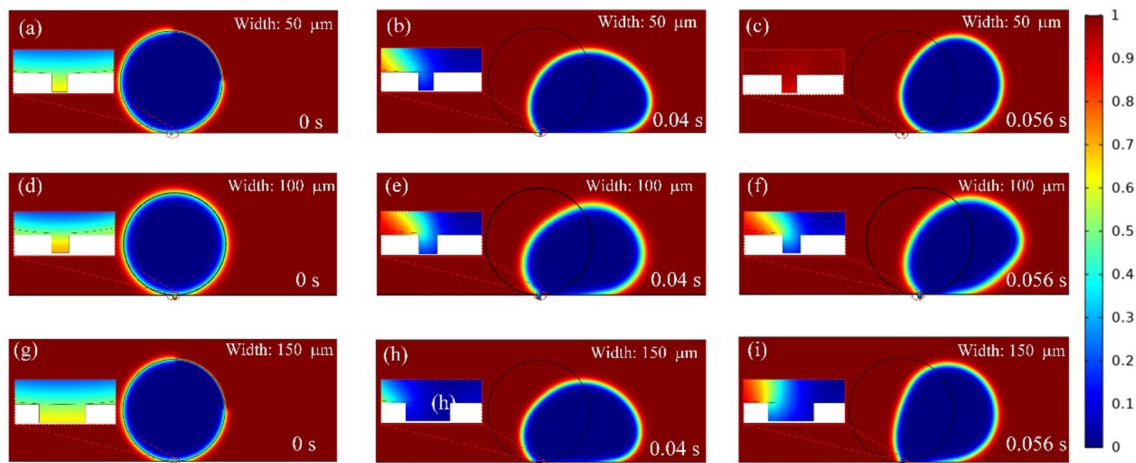 (a) Width: 50 μm
0 s
(b) Width: 50 μm
0.04 s
(c) Width: 50 μm
0.056 s
(d) Width: 100 μm
0 s
(e) Width: 100 μm
0.04 s
(f) Width: 100 μm
0.056 s
(g) Width: 150 μm
0 s
(h) Width: 150 μm
(h)
0.04 s
(i) Width: 150 μm
0.056 s
1
0.9
0.8
0.7
0.6
0.5
0.4
0.3
0.2
0.1
0